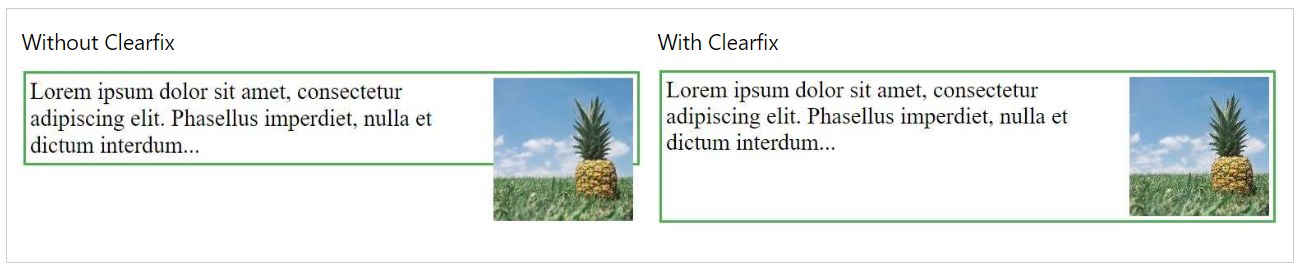 Without Clearfix
Lorem ipsum dolor sit amet, consectetur
adipiscing elit. Phasellus imperdiet, nulla et
dictum interdum...
With Clearfix
Lorem ipsum dolor sit amet, consectetur
adipiscing elit. Phasellus imperdiet, nulla et
dictum interdum...